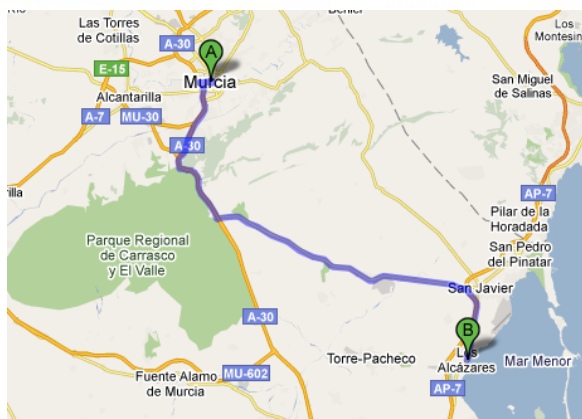 Las Torres
de Cotillas
A-30
A
E-15
Murcia
Alcantarilla
A-7
MU-30
A-30
Los
Montesin
San Miguel
de Salinas
AP-7
Pilar de la
Horadada
San Pedro
del Pinatar
Parque Regional
de Carrasco
y El Valle
San Javier
A-30
B
Los
Alcázares
Mar Menor
Torre-Pacheco
MU-602
Fuente Alamo
de Murcia
AP-7